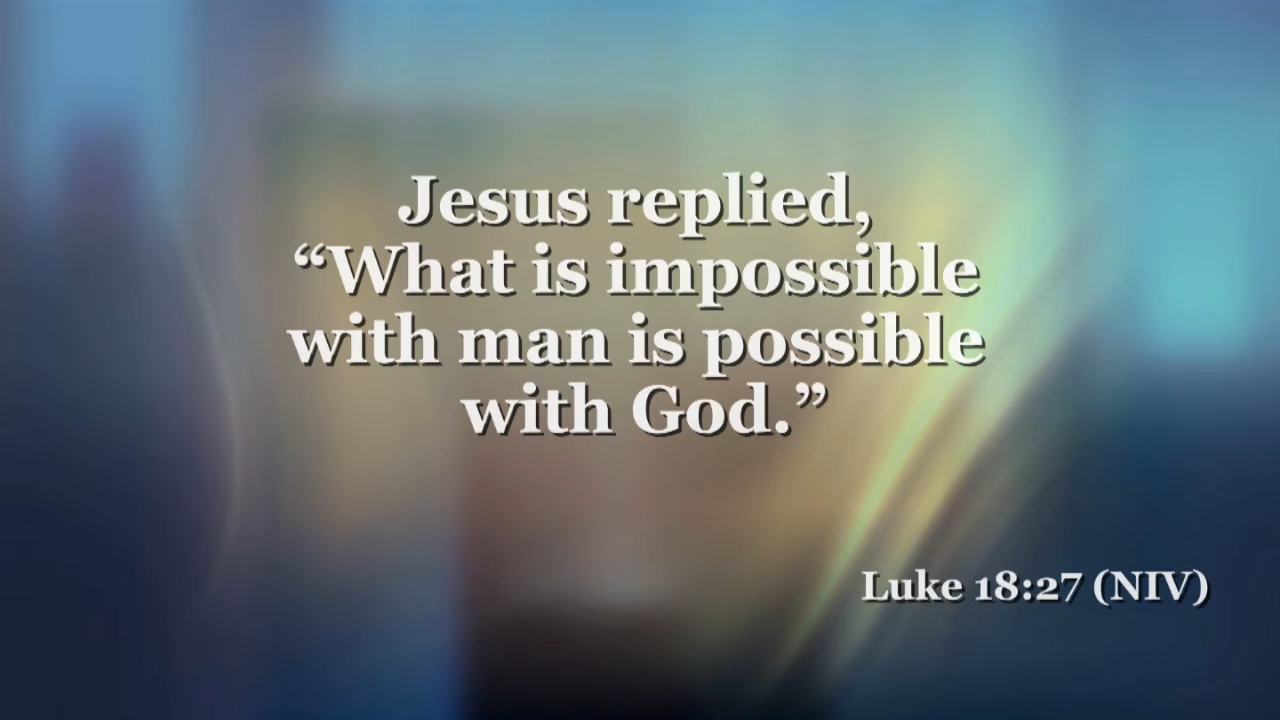 Jesus replied,
“What is impossible
with man is possible
with God.”
Luke 18:27 (NIV)